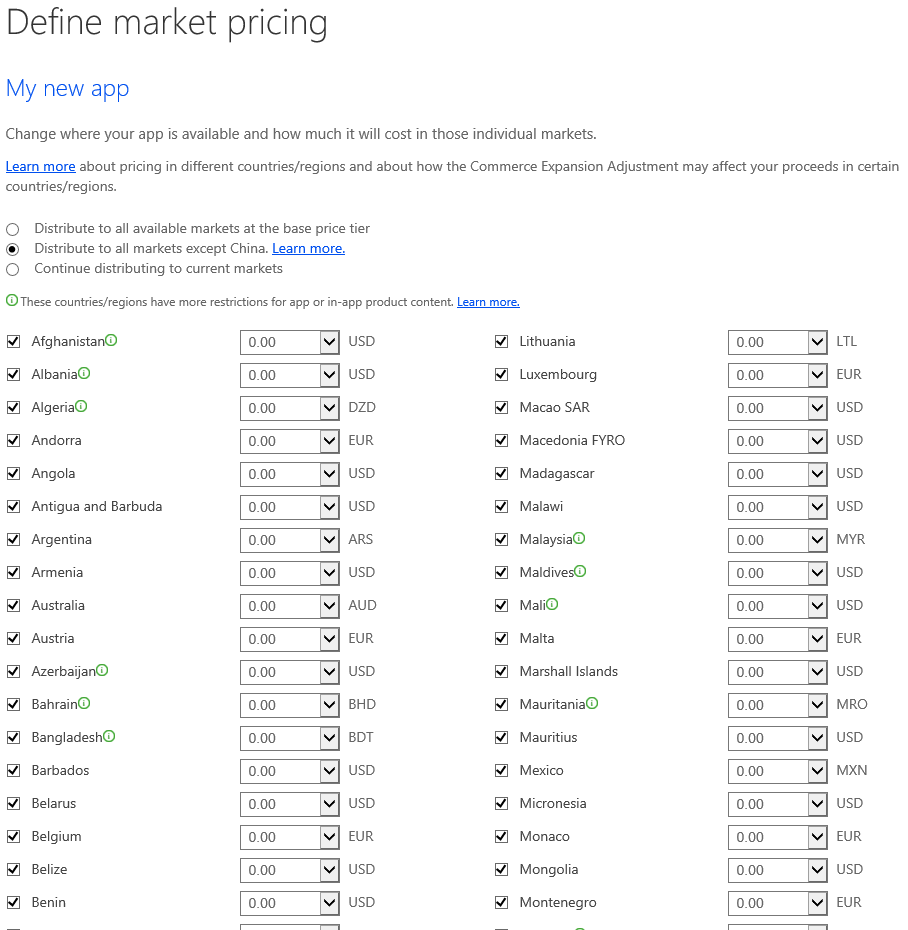 Define market pricing
My new app
Change where your app is available and how much it will cost in those individual markets.
Learn more about pricing in different countries/regions and about how the Commerce Expansion Adjustment may affect your proceeds in certain
countries/regions.
Distribute to all available markets at the base price tier
Distribute to all markets except China. Learn more.
Continue distributing to current markets
These countries/regions have more restrictions for app or in-app product content. Learn more.
Afghanistan 0.00 USD Lithuania 0.00 LTL
Albania 0.00 USD Luxembourg 0.00 EUR
Algeria 0.00 DZD Macao SAR 0.00 USD
Andorra 0.00 EUR Macedonia FYRO 0.00 USD
Angola 0.00 USD Madagascar 0.00 USD
Antigua and Barbuda 0.00 USD Malawi 0.00 USD
Argentina 0.00 ARS Malaysia 0.00 MYR
Armenia 0.00 USD Maldives 0.00 USD
Australia 0.00 AUD Mali 0.00 USD
Austria 0.00 EUR Malta 0.00 EUR
Azerbaijan 0.00 USD Marshall Islands 0.00 USD
Bahrain 0.00 BHD Mauritania 0.00 MRO
Bangladesh 0.00 BDT Mauritius 0.00 USD
Barbados 0.00 USD Mexico 0.00 MXN
Belarus 0.00 USD Micronesia 0.00 USD
Belgium 0.00 EUR Monaco 0.00 EUR
Belize 0.00 USD Mongolia 0.00 USD
Benin 0.00 USD Montenegro 0.00 EUR